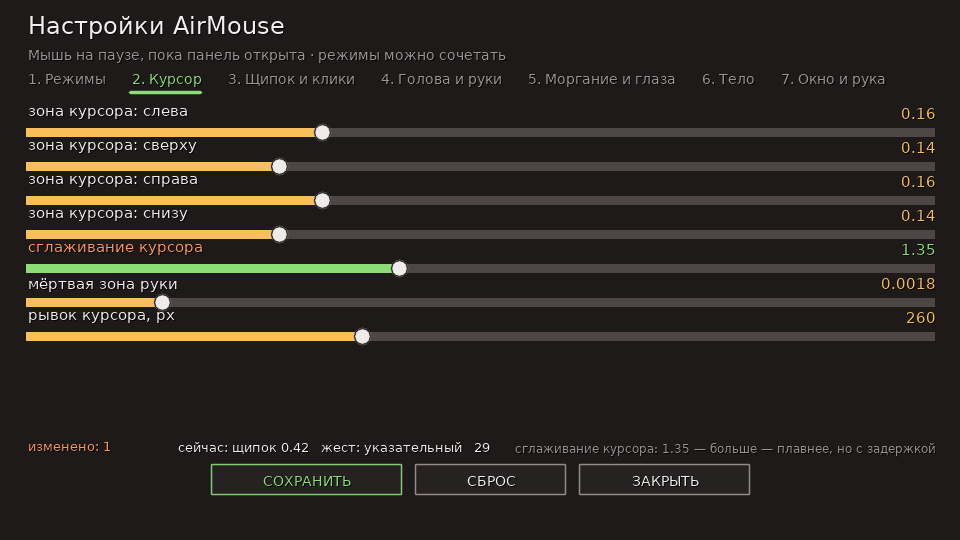 Настройки AirMouse
Мышь на паузе, пока панель открыта · режимы можно сочетать
1. Режимы 2. Курсор 3. Щипок и клики 4. Голова и руки 5. Моргание и глаза 6. Тело 7. Окно и рука
зона курсора: слева 0.16
зона курсора: сверху 0.14
зона курсора: справа 0.16
зона курсора: снизу 0.14
сглаживание курсора 1.35
мёртвая зона руки 0.0018
рывок курсора, px 260
изменено: 1 сейчас: щипок 0.42 жест: указательный 29 сглаживание курсора: 1.35 — больше — плавнее, но с задержкой
СОХРАНИТЬ СБРОС ЗАКРЫТЬ